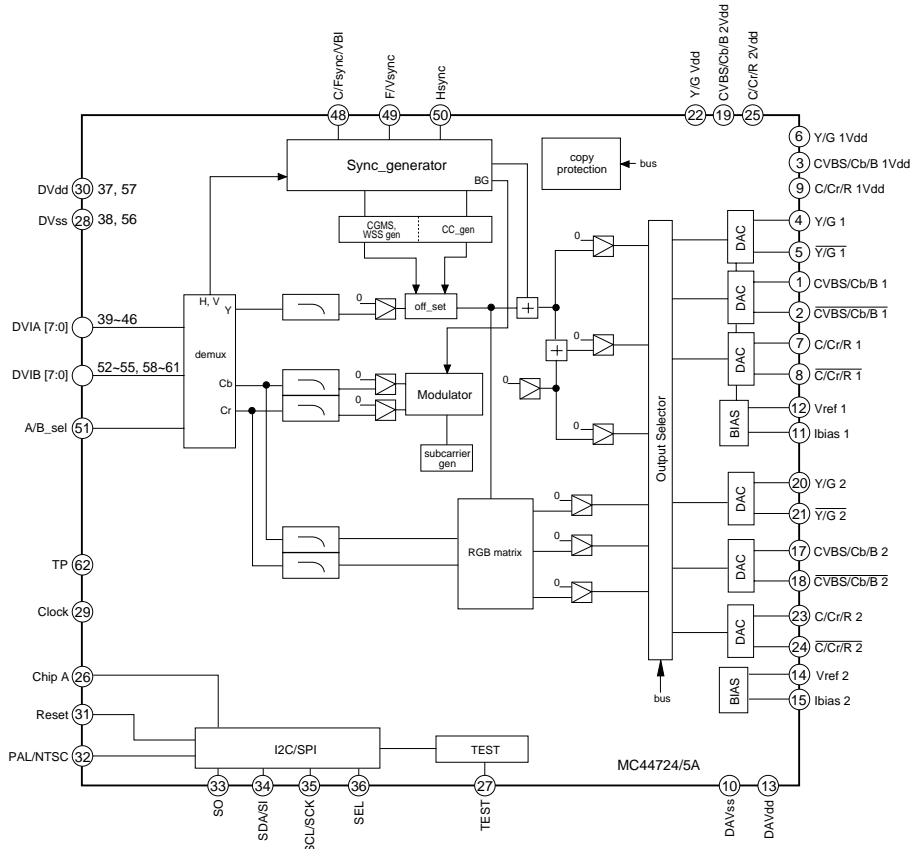 C/Fsync/VBI
F/Vsync
Hsync
Y/G Vdd
CVBS/Cb/B 2Vdd
C/Cr/R 2Vdd
48
49
50
22
19
25
6 Y/G 1Vdd
3 CVBS/Cb/B 1Vdd
9 C/Cr/R 1Vdd
Sync_generator
BG
copy
protection
bus
DVdd 30 37, 57
DVss 28 38, 56
CGMS,
WSS gen
CC_gen
DAC
4 Y/G 1
5 Y/G 1
DAC
1 CVBS/Cb/B 1
2 CVBS/Cb/B 1
DAC
7 C/Cr/R 1
8 C/Cr/R 1
BIAS
12 Vref 1
11 Ibias 1
H, V
Y
demux
Cb
Cr
0
off_set
+
0
DVIA [7:0] 39~46
DVIB [7:0] 52~55, 58~61
A/B_sel 51
0
0
Modulator
subcarrier
gen
+
0
0
0
Output Selector
RGB matrix
0
0
0
bus
DAC
20 Y/G 2
21 Y/G 2
DAC
17 CVBS/Cb/B 2
18 CVBS/Cb/B 2
DAC
23 C/Cr/R 2
24 C/Cr/R 2
BIAS
14 Vref 2
15 Ibias 2
TP 62
Clock 29
Chip A 26
Reset 31
PAL/NTSC 32
I2C/SPI
TEST
MC44724/5A
33
34
35
36
27
10
13
SO
SDA/SI
SCL/SCK
SEL
TEST
DAVss
DAVdd